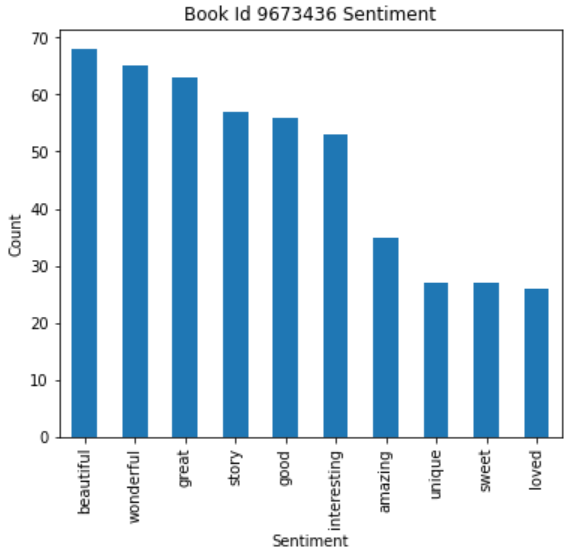 Book Id 9673436 Sentiment
70
60
50
40
30
20
10
0
Count
beautiful
wonderful
great
story
good
interesting
amazing
unique
sweet
loved
Sentiment